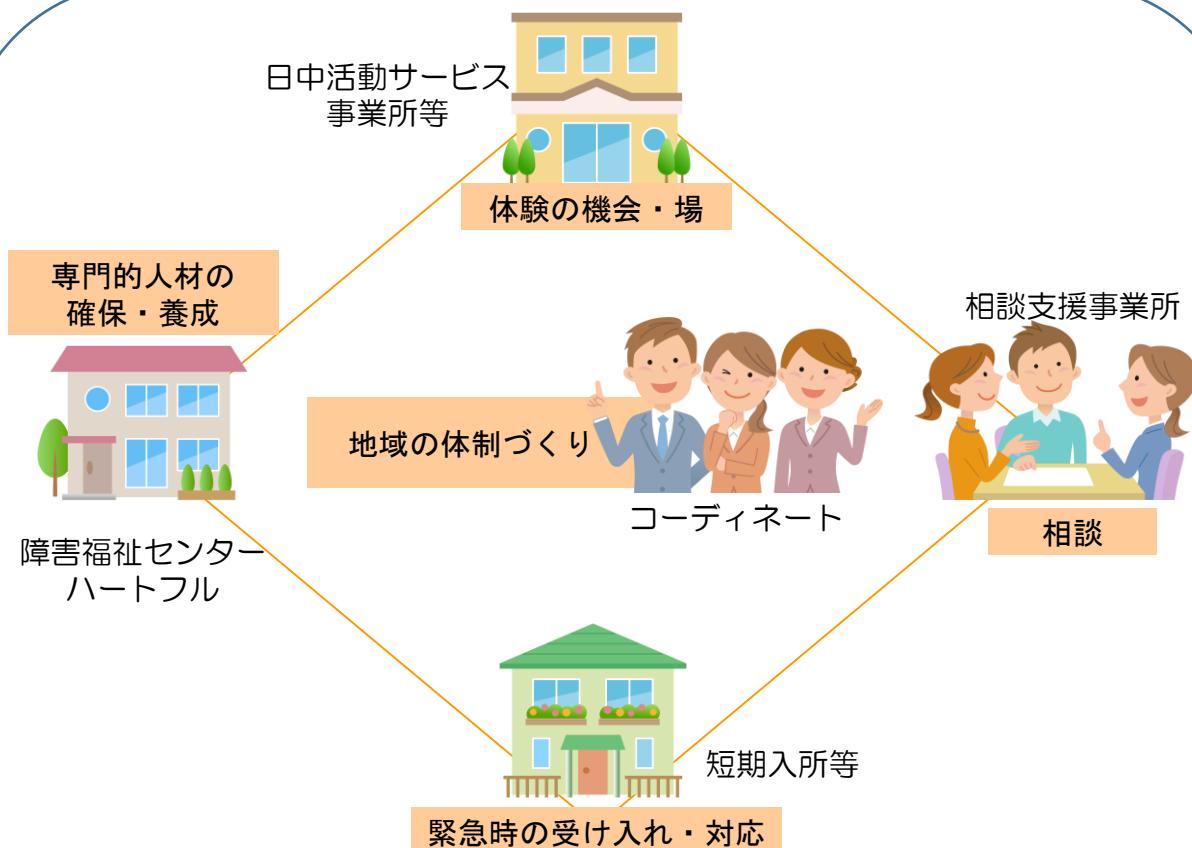 日中活動サービス
事業所等
体験の機会・場
専門的人材の
確保・養成
相談支援事業所
地域の体制づくり
コーディネート
相談
障害福祉センター
ハートフル
短期入所等
緊急時の受け入れ・対応